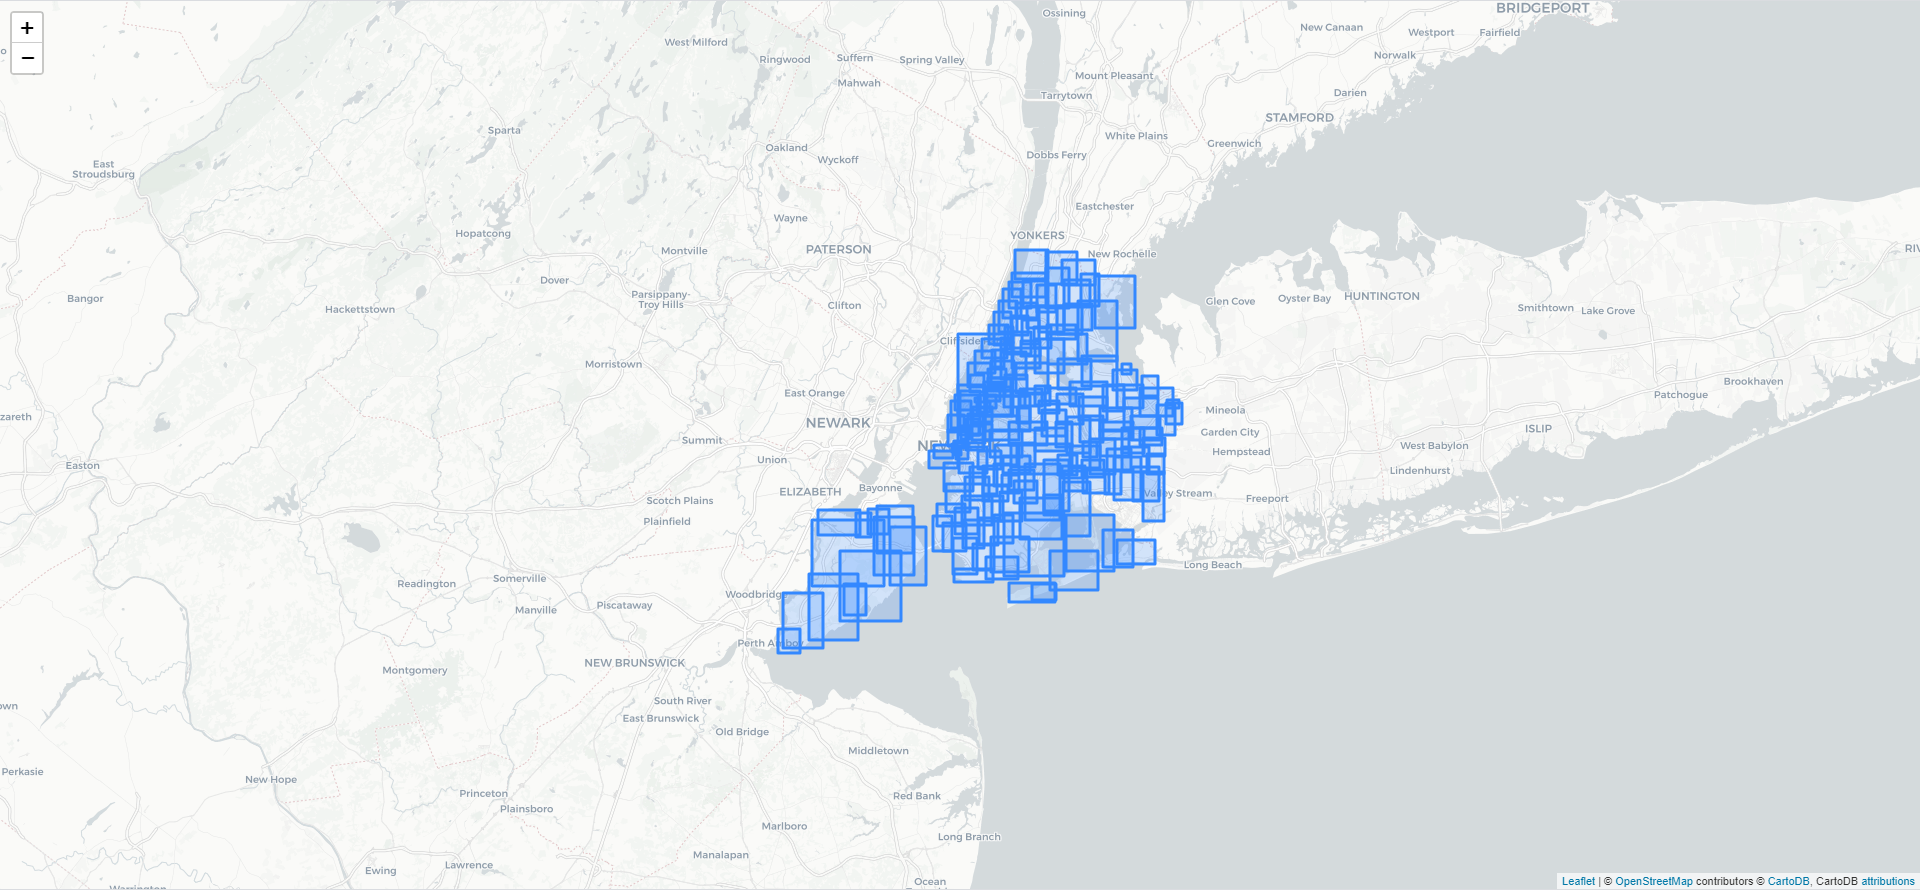 +
−
Ossining
BRIDGEPORT
New Canaan
Westport
Fairfield
West Milford
Ringwood
Suffern
Spring Valley
Norwalk
Mahwah
Mount Pleasant
Tarrytown
Darien
STAMFORD
Sparta
White Plains
Greenwich
Oakland
Wyckoff
Dobbs Ferry
East
Stroudsburg
Eastchester
Wayne
Hopatcong
YONKERS
Montville
PATERSON
New Rochelle
RIV
Dover
Parsippany-
Troy Hills
Bangor
Hackettstown
Clifton
Glen Cove
Oyster Bay
HUNTINGTON
Smithtown
Lake Grove
Cliffside
Morristown
East Orange
Brookhaven
Patchogue
zareth
NEWARK
Mineola
Garden City
ISLIP
Summit
NEW
West Babylon
Hempstead
Easton
Union
Lindenhurst
ELIZABETH
Bayonne
Valley Stream
Freeport
Scotch Plains
Plainfield
Long Beach
Readington
Somerville
Woodbridge
Manville
Piscataway
Perth Amboy
NEW BRUNSWICK
Montgomery
South River
own
East Brunswick
Old Bridge
Middletown
Perkasie
New Hope
Princeton
Plainsboro
Red Bank
Marlboro
Long Branch
Manalapan
Lawrence
Ewing
Ocean
Warrington
Leaflet | © OpenStreetMap contributors © CartoDB, CartoDB attributions